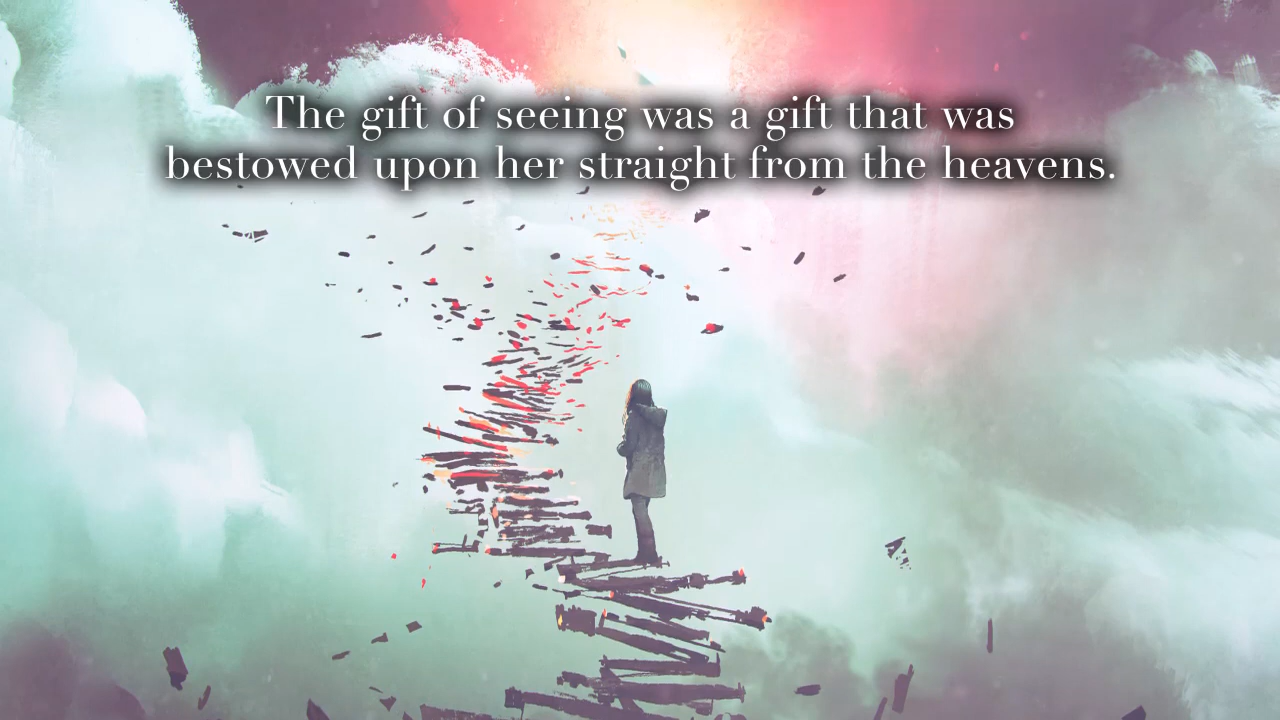 The gift of seeing was a gift that was
bestowed upon her straight from the heavens.